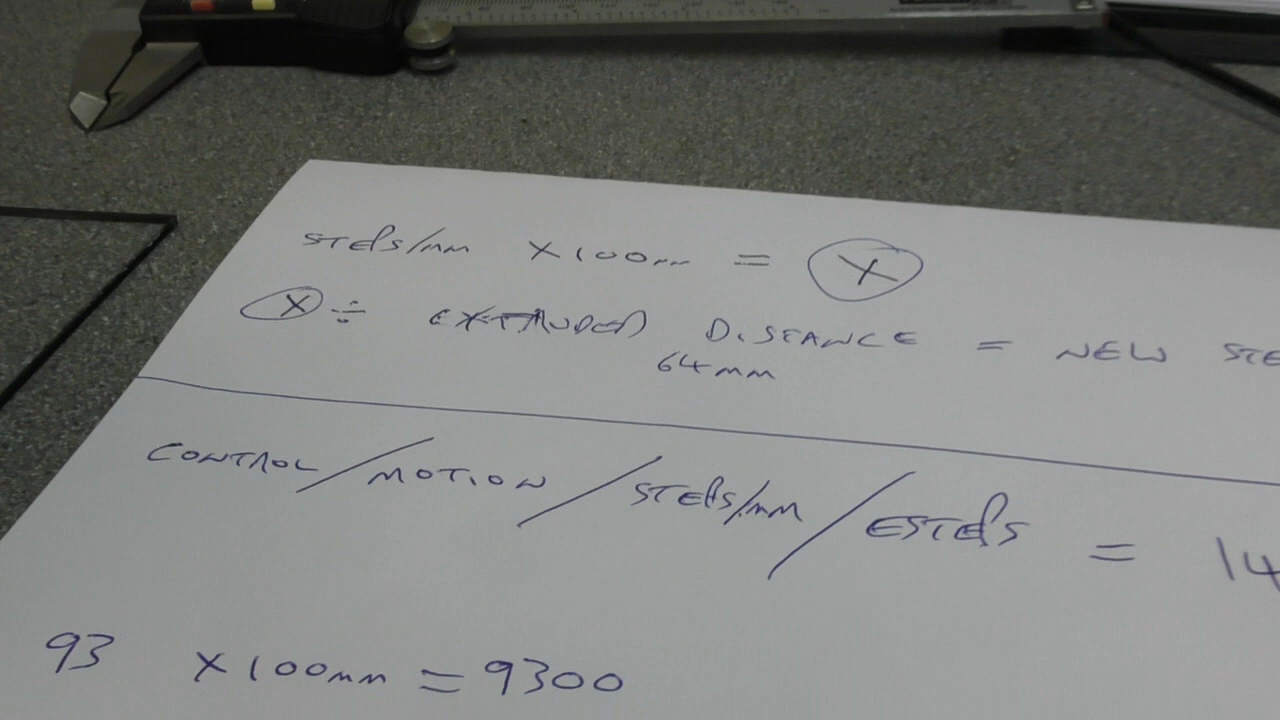 STEPS/mm X100mm = X
X ÷ EXTRUDED DISTANCE = NEW STE
64mm
CONTROL/MOTION/STEPS/mm/ESTEPS = 14
93 X100mm = 9300